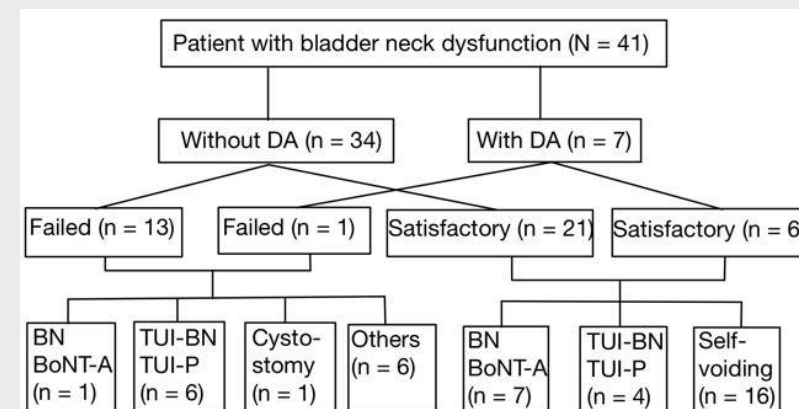 Patient with bladder neck dysfunction (N = 41)
Without DA (n = 34)
With DA (n = 7)
Failed (n = 13)
Failed (n = 1)
Satisfactory (n = 21)
Satisfactory (n = 6
BN
BoNT-A
(n = 1)
TUI-BN
TUI-P
(n = 6)
Cysto-
stomy
(n = 1)
Others
(n = 6)
BN
BoNT-A
(n = 7)
TUI-BN
TUI-P
(n = 4)
Self-
voiding
(n = 16)